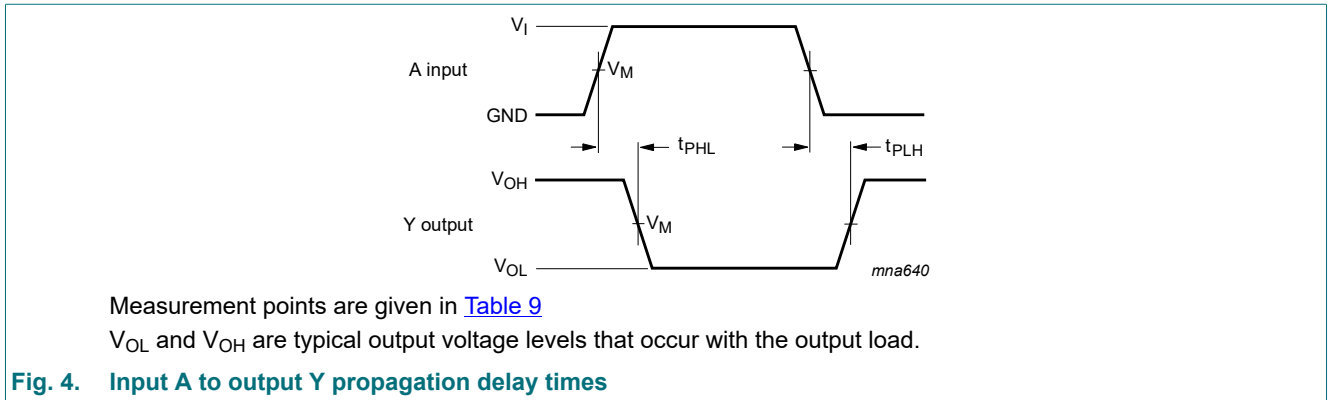 VI
A input
VM
GND
tPHL
tPLH
VOH
Y output
VM
VOL
mna640
Measurement points are given in Table 9
VOL and VOH are typical output voltage levels that occur with the output load.
Fig. 4. Input A to output Y propagation delay times